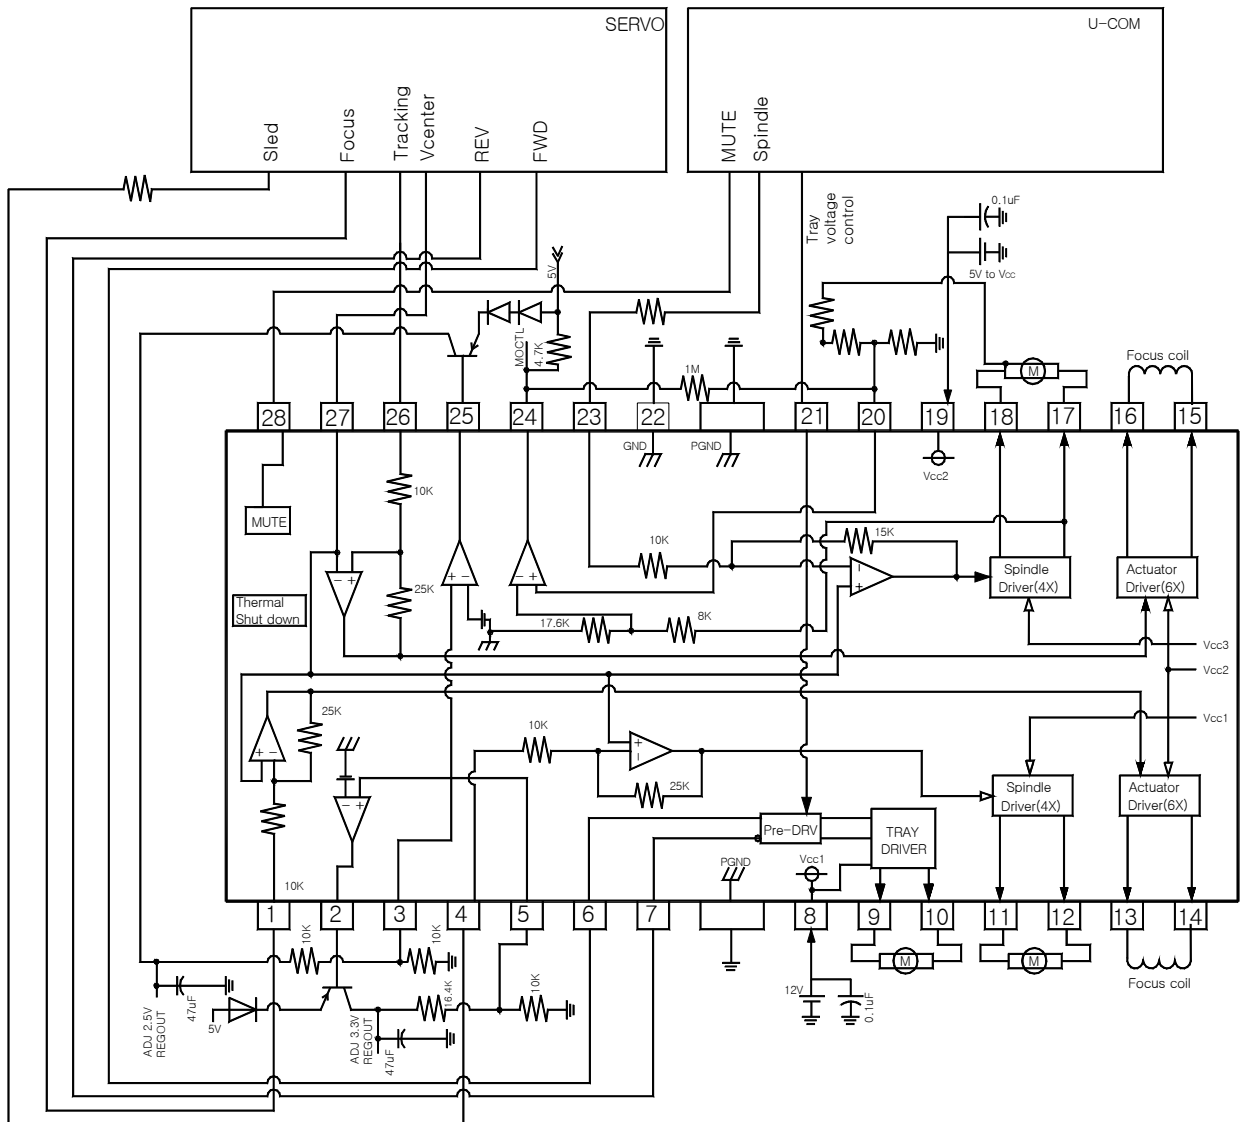 SERVO
U-COM
Sled
Focus
Tracking
Vcenter
REV
FWD
MUTE
Spindle
Tray
voltage
control
0.1uF
5V to Vcc
5V
MOCTL
4.7K
1M
M
Focus coil
28
27
26
25
24
23
22
21
20
19
18
17
16
15
GND
PGND
Vcc2
10K
MUTE
10K
15K
- +
+ -
+ -
-
+
Spindle
Driver(4X)
Actuator
Driver(6X)
Thermal
Shut down
25K
17.6K
8K
Vcc3
Vcc2
Vcc1
25K
10K
+ -
+
-
- +
25K
Spindle
Driver(4X)
Actuator
Driver(6X)
Pre-DRV
TRAY
DRIVER
Vcc1
PGND
10K
1
2
3
4
5
6
7
8
9
10
11
12
13
14
10K
10K
M
M
Focus coil
47uF
5V
ADJ 2.5V
REGOUT
16.4K
10K
ADJ 3.3V
REGOUT
47uF
12V
0.1uF